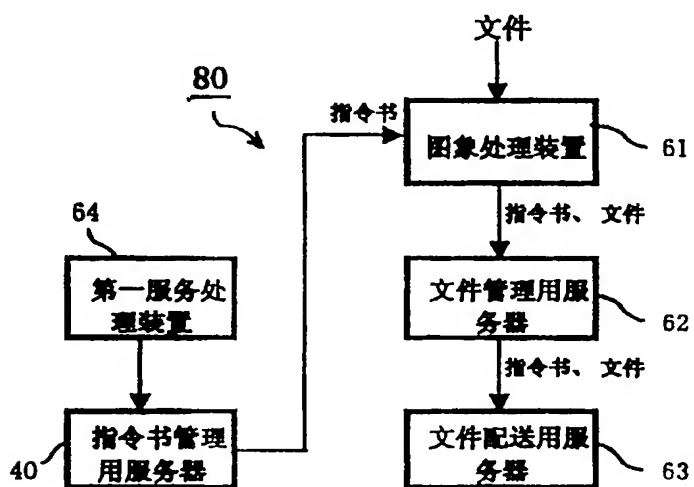 文件
80
指令书
图象处理装置
61
指令书、文件
64
第一服务处
理装置
文件管理用服
务器
62
指令书、文件
指令书管理
用服务器
40
文件配送用服
务器
63